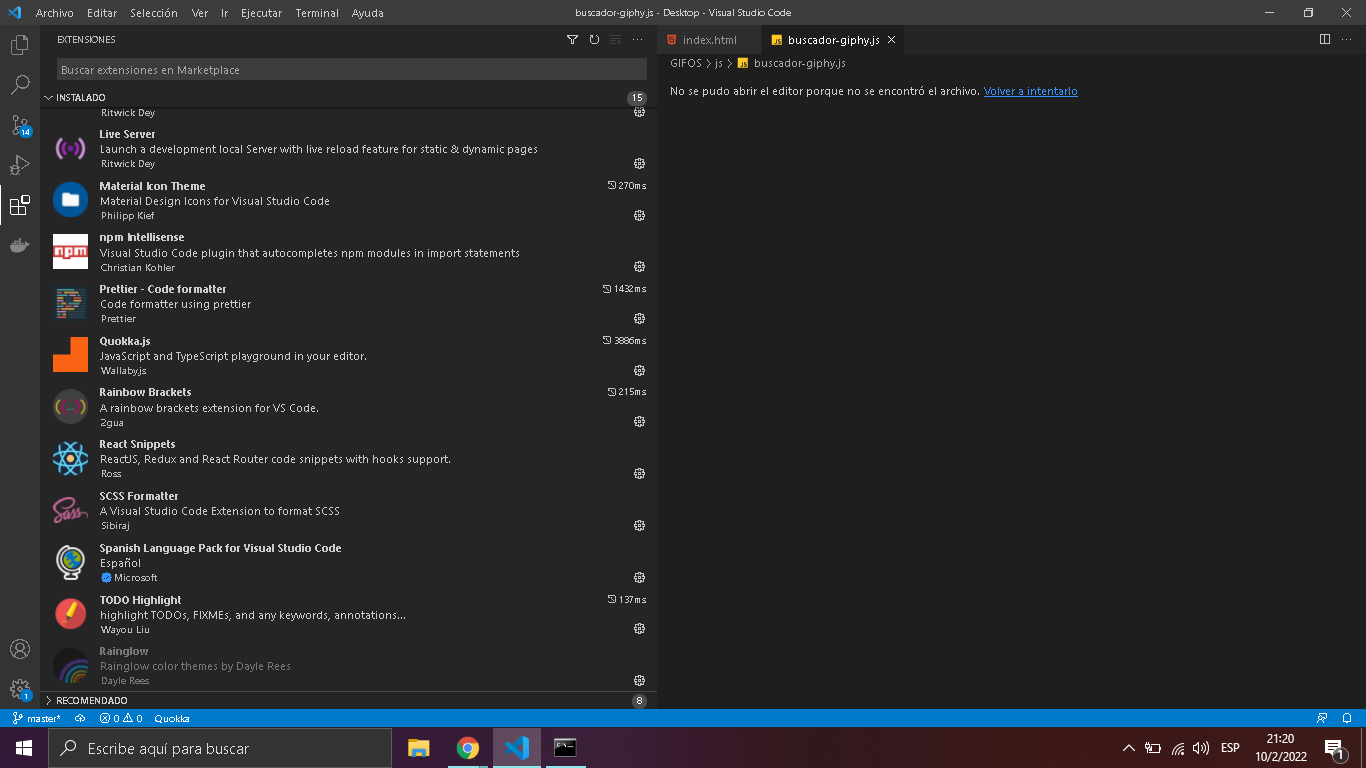 Archivo Editar Selección Ver Ir Ejecutar Terminal Ayuda
buscador-giphy.js - Desktop - Visual Studio Code
EXTENSIONES
Buscar extensiones en Marketplace
INSTALADO 15
Ritwick Dey
Live Server
Launch a development local Server with live reload feature for static & dynamic pages
Ritwick Dey
Material Icon Theme 270ms
Material Design Icons for Visual Studio Code
Philipp Kief
npm
npm Intellisense
Visual Studio Code plugin that autocompletes npm modules in import statements
Christian Kohler
Prettier - Code formatter 1432ms
Code formatter using prettier
Prettier
Quokka.js 3886ms
JavaScript and TypeScript playground in your editor.
Wallaby.js
Rainbow Brackets 215ms
A rainbow brackets extension for VS Code.
2gua
React Snippets
ReactJS, Redux and React Router code snippets with hooks support.
Ross
Sass
SCSS Formatter
A Visual Studio Code Extension to format SCSS
Sibiraj
Spanish Language Pack for Visual Studio Code
Español
Microsoft
TODO Highlight 137ms
highlight TODOs, FIXMEs, and any keywords, annotations...
Wayou Liu
Rainglow
Rainglow color themes by Dayle Rees
Dayle Rees
RECOMENDADO 8
14
1
index.html
JS buscador-giphy.js
GIFOS > js > JS buscador-giphy.js
No se pudo abrir el editor porque no se encontró el archivo. Volver a intentarlo
master* 0 0 Quokka
Escribe aquí para buscar
ESP
21:20
10/2/2022
1